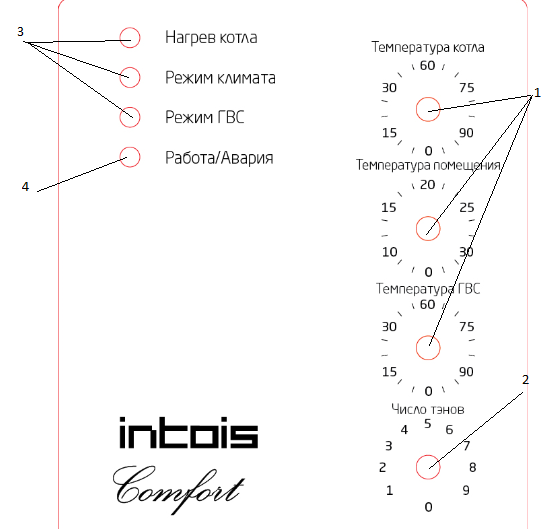 3
Нагрев котла
Режим климата
Режим ГВС
Работа/Авария
4
Температура котла
60
30 75
15 90
0
1
Температура помещения
20
15 25
10 30
0
Температура ГВС
60
30 75
15 90
0
2
Число тэнов
5
4 6
3 7
2 8
1 9
0
intois
Comfort